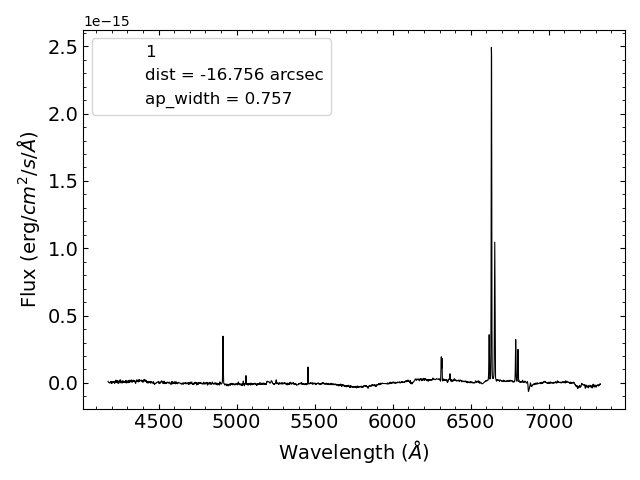 1e−15
1
dist = -16.756 arcsec
ap_width = 0.757
2.5
2.0
1.5
1.0
0.5
0.0
Flux (erg/cm²/s/Å)
4500 5000 5500 6000 6500 7000
Wavelength (Å)